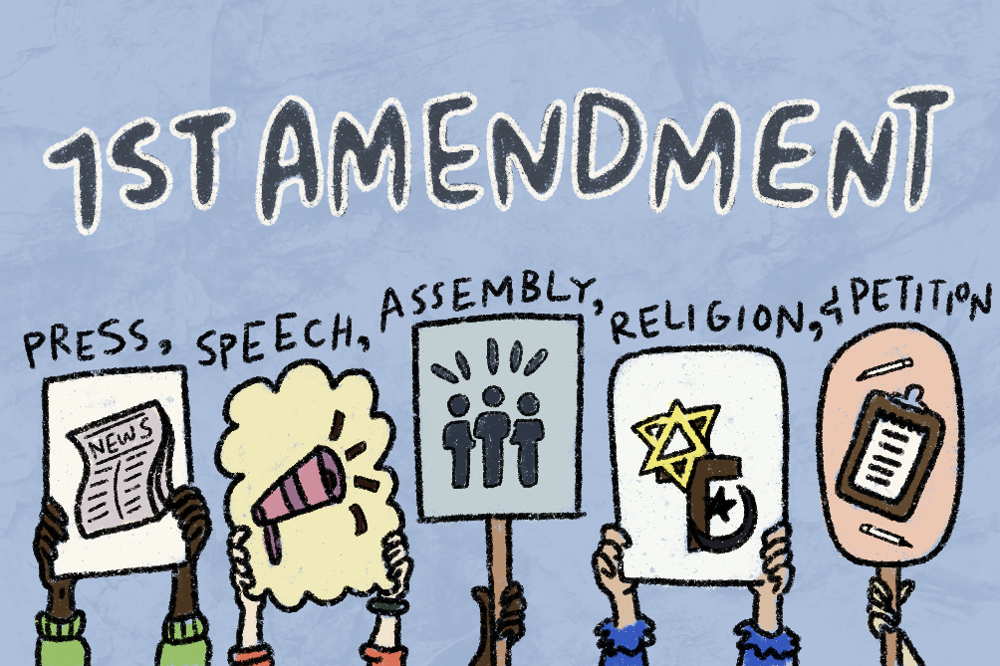 1ST AMENDMENT
PRESS, SPEECH, ASSEMBLY, RELIGION, & PETITION
NEWS